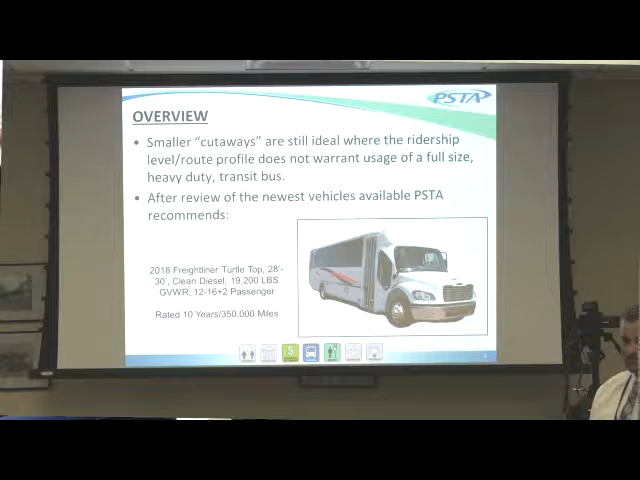 PSTA
OVERVIEW
• Smaller “cutaways” are still ideal where the ridership
level/route profile does not warrant usage of a full size,
heavy duty, transit bus.
• After review of the newest vehicles available PSTA
recommends:
2018 Freightliner Turtle Top, 28'-
30', Clean Diesel, 19,200 LBS
GVWR, 12-16+2 Passenger
Rated 10 Years/350.000 Miles